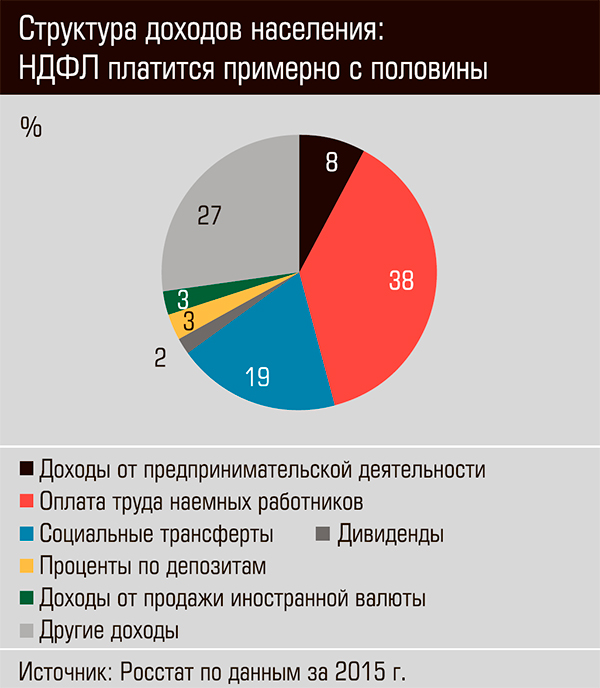 Структура доходов населения:
НДФЛ платится примерно с половины
%
8
38
19
2
3
3
27
Доходы от предпринимательской деятельности
Оплата труда наемных работников
Социальные трансферты Дивиденды
Проценты по депозитам
Доходы от продажи иностранной валюты
Другие доходы
Источник: Росстат по данным за 2015 г.